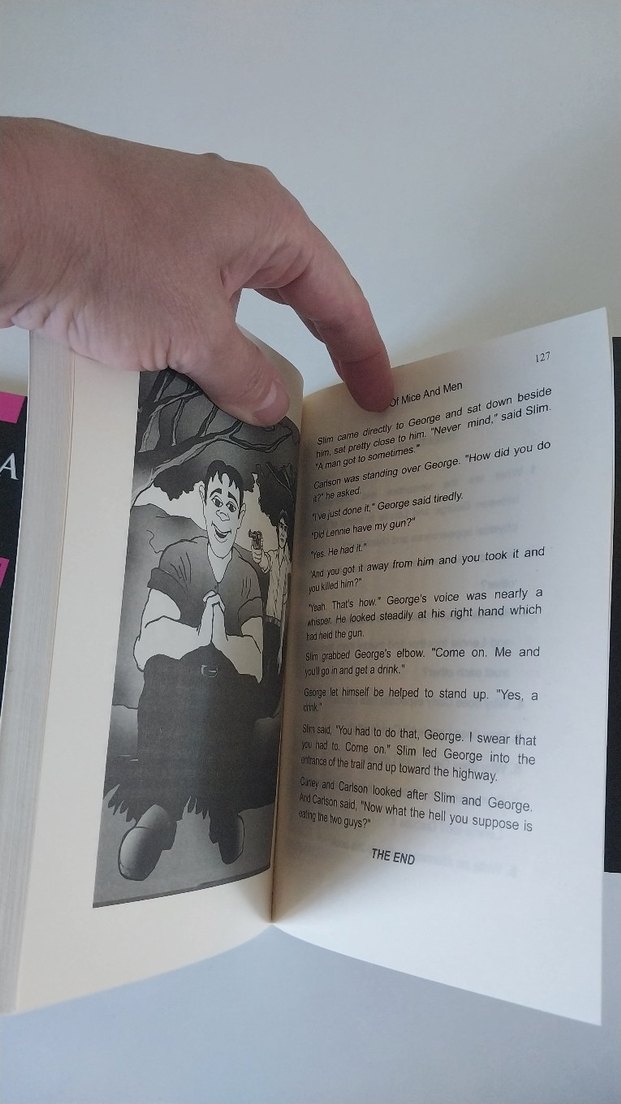 A
127
Of Mice And Men
Slim came directly to George and sat down beside
him, sat pretty close to him. "Never mind," said Slim.
"A man got to sometimes."
Carlson was standing over George. "How did you do
it?" he asked.
"I've just done it," George said tiredly.
"Did Lennie have my gun?"
"Yes. He had it."
"And you got it away from him and you took it and
you killed him?"
"Yeah. That's how." George's voice was nearly a
whisper. He looked steadily at his right hand which
had held the gun.
Slim grabbed George's elbow. "Come on. Me and
you'll go in and get a drink."
George let himself be helped to stand up. "Yes, a
drink."
Slim said, "You had to do that, George. I swear that
you had to. Come on." Slim led George into the
entrance of the trail and up toward the highway.
Curley and Carlson looked after Slim and George.
And Carlson said, "Now what the hell you suppose is
eating the two guys?"
THE END